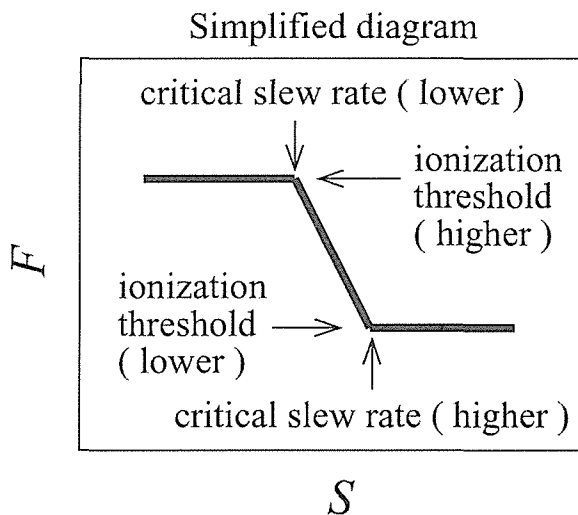 Simplified diagram
critical slew rate ( lower )
ionization
threshold
( higher )
F
ionization
threshold
( lower )
critical slew rate ( higher )
S